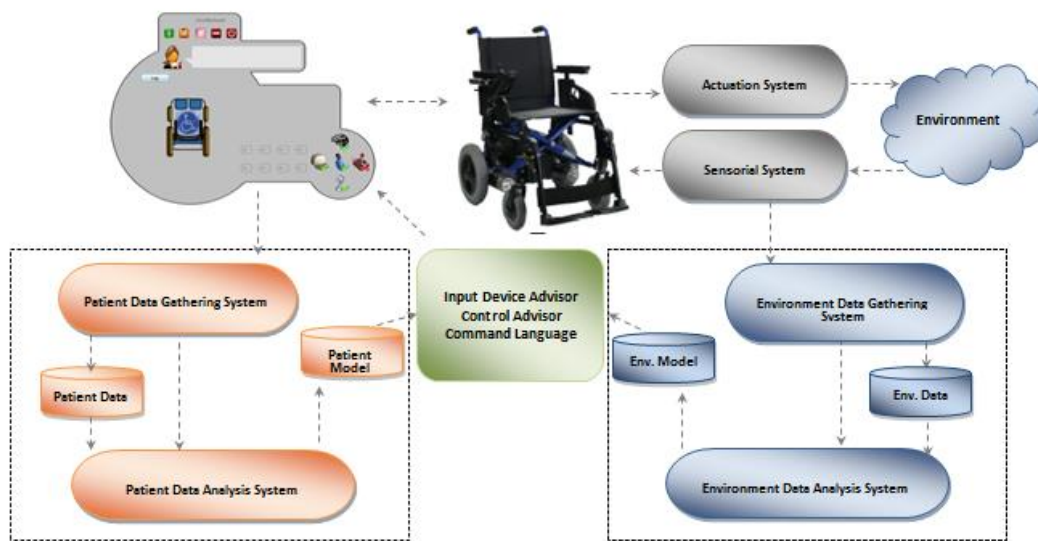 Actuation System
Environment
Sensorial System
Patient Data Gathering System
Input Device Advisor
Control Advisor
Command Language
Environment Data Gathering
System
Patient
Model
Env. Model
Patient Data
Env. Data
Patient Data Analysis System
Environment Data Analysis System